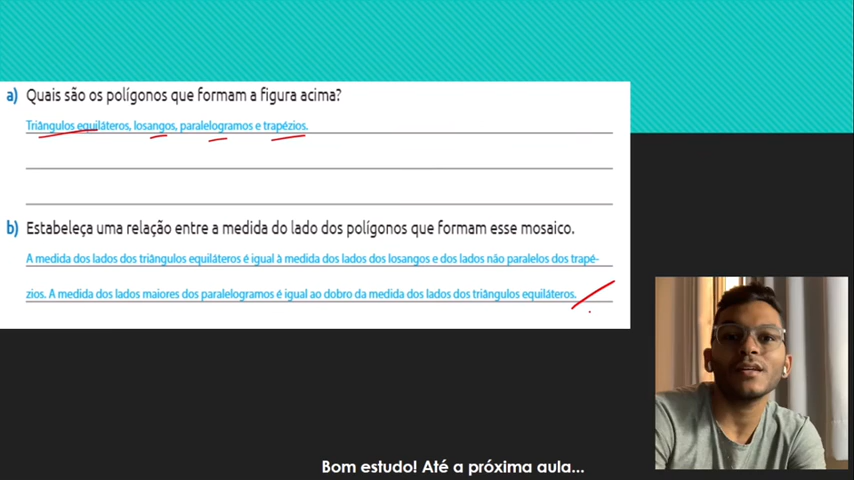 a) Quais são os polígonos que formam a figura acima?
Triângulos equiláteros, losangos, paralelogramos e trapézios.
b) Estabeleça uma relação entre a medida do lado dos polígonos que formam esse mosaico.
A medida dos lados dos triângulos equiláteros é igual à medida dos lados dos losangos e dos lados não paralelos dos trapé-
zios. A medida dos lados maiores dos paralelogramos é igual ao dobro da medida dos lados dos triângulos equiláteros.
Bom estudo! Até a próxima aula...